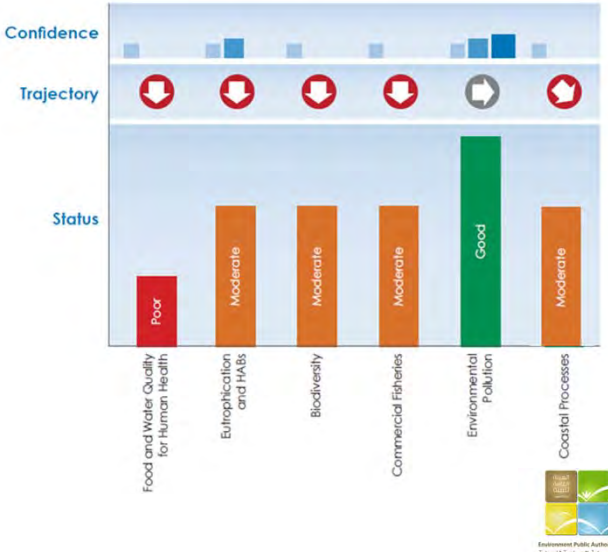 Confidence
Trajectory
Status
Poor
Moderate
Moderate
Moderate
Good
Moderate
Food and Water Quality
for Human Health
Eutrophication
and HABs
Biodiversity
Commercial Fisheries
Environmental
Pollution
Coastal Processes
Environment Public Autho